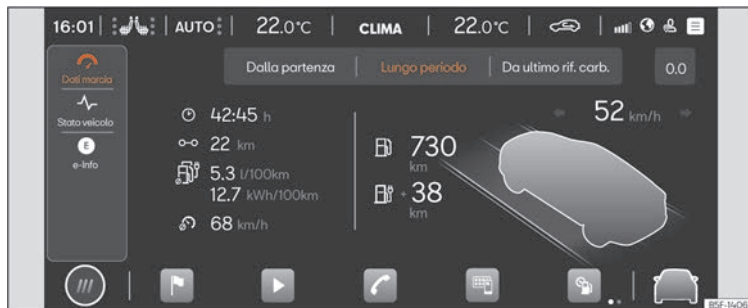 16:01 AUTO 22.0°C CLIMA 22.0°C
Dati marcia
Stato veicolo
E
e-Info
Dalla partenza Lungo periodo Da ultimo rif. carb. 0.0
42:45 h
22 km
5.3 l/100km
12.7 kWh/100km
68 km/h
730
km
+38
km
52 km/h
B5F-1406